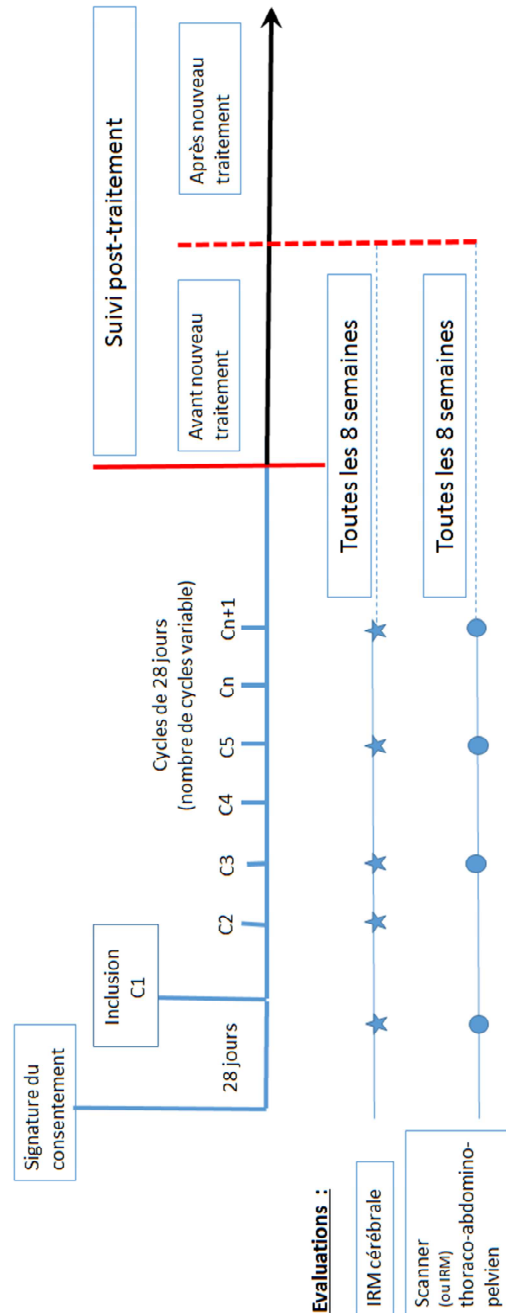 Signature du
consentement
Inclusion
C1
28 jours
Cycles de 28 jours
(nombre de cycles variable)
C2
C3
C4
C5
Cn
Cn+1
Suivi post-traitement
Avant nouveau
traitement
Après nouveau
traitement
Evaluations :
IRM cérébrale
Toutes les 8 semaines
Scanner
(ou IRM)
thoraco-abdomino-
pelvien
Toutes les 8 semaines